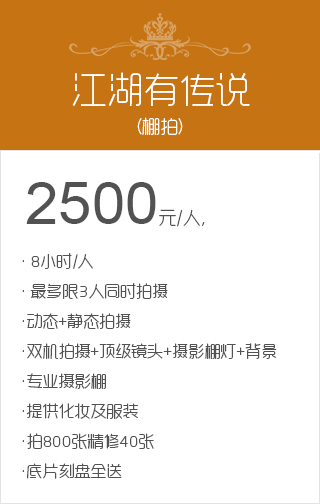 江湖有传说
(棚拍)
2500元/人,
· 8小时/人
· 最多限3人同时拍摄
·动态+静态拍摄
·双机拍摄+顶级镜头+摄影棚灯+背景
·专业摄影棚
·提供化妆及服装
·拍800张精修40张
·底片刻盘全送